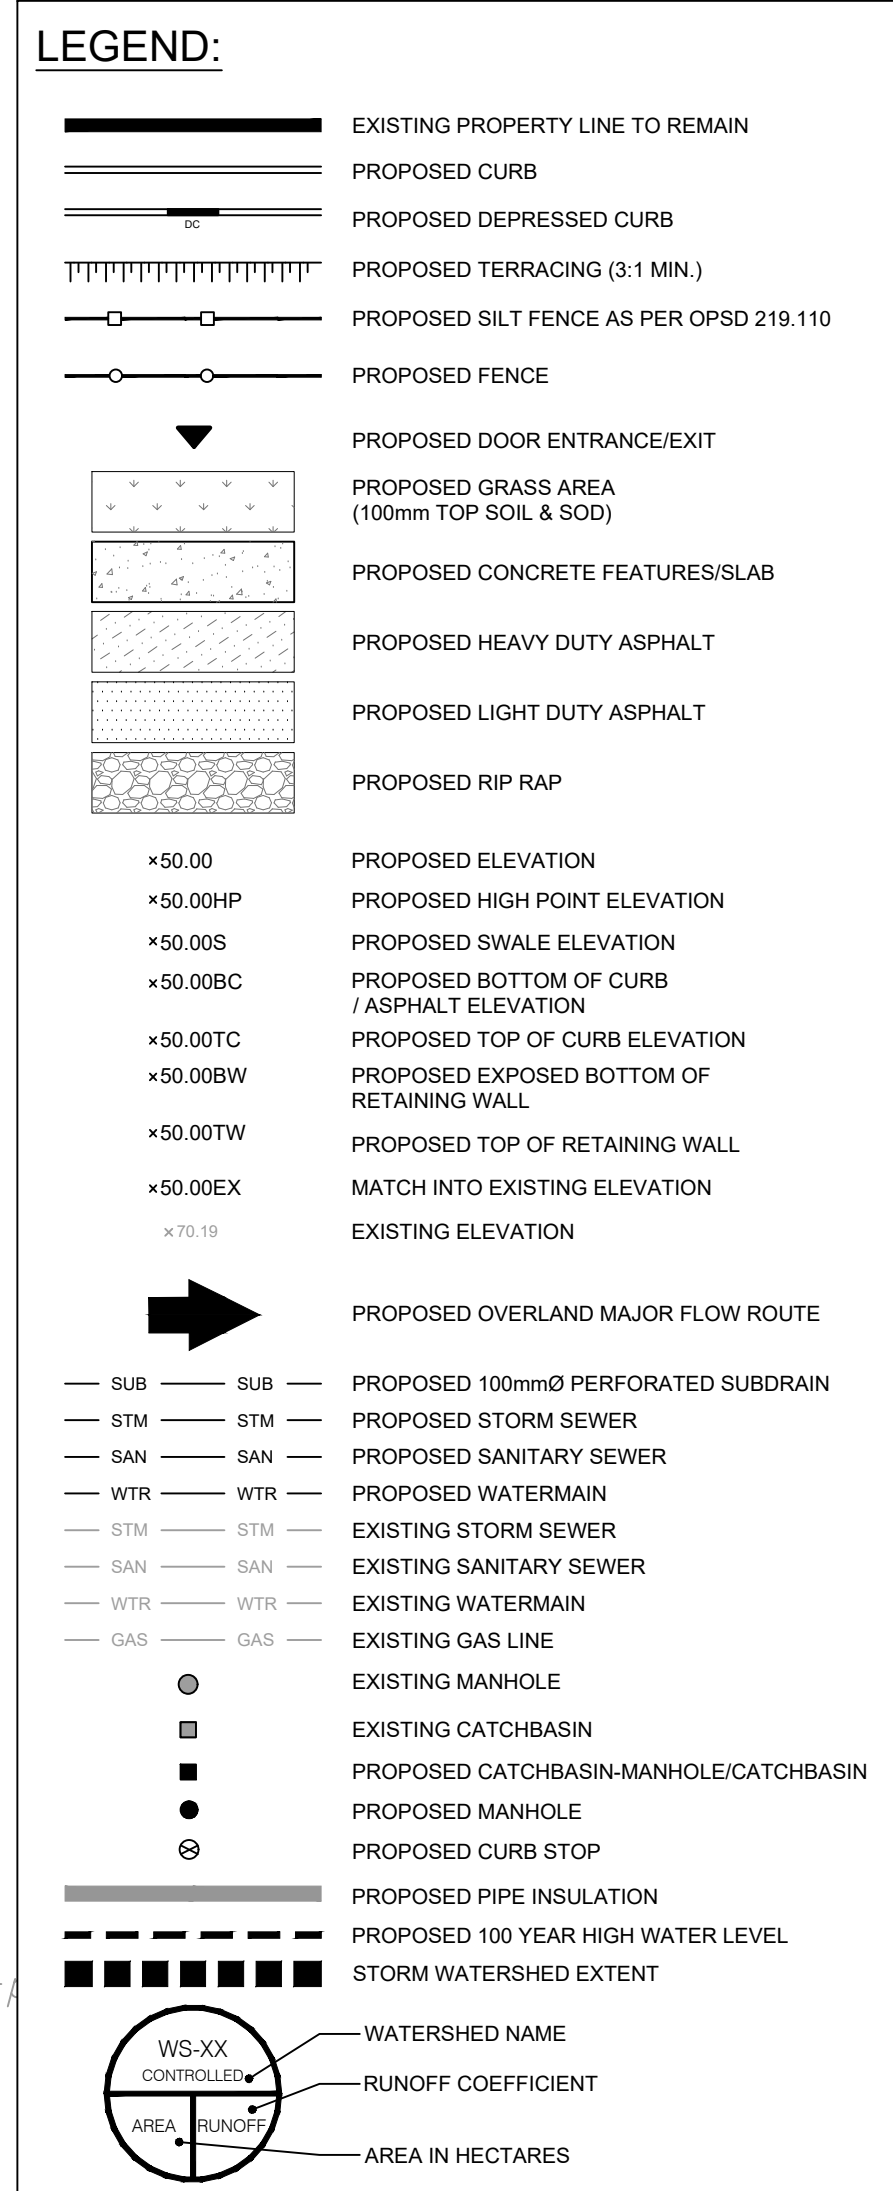 LEGEND:
EXISTING PROPERTY LINE TO REMAIN
PROPOSED CURB
DC
PROPOSED DEPRESSED CURB
PROPOSED TERRACING (3:1 MIN.)
PROPOSED SILT FENCE AS PER OPSD 219.110
PROPOSED FENCE
PROPOSED DOOR ENTRANCE/EXIT
PROPOSED GRASS AREA
(100mm TOP SOIL & SOD)
PROPOSED CONCRETE FEATURES/SLAB
PROPOSED HEAVY DUTY ASPHALT
PROPOSED LIGHT DUTY ASPHALT
PROPOSED RIP RAP
×50.00 PROPOSED ELEVATION
×50.00HP PROPOSED HIGH POINT ELEVATION
×50.00S PROPOSED SWALE ELEVATION
×50.00BC PROPOSED BOTTOM OF CURB
/ ASPHALT ELEVATION
×50.00TC PROPOSED TOP OF CURB ELEVATION
×50.00BW PROPOSED EXPOSED BOTTOM OF
RETAINING WALL
×50.00TW PROPOSED TOP OF RETAINING WALL
×50.00EX MATCH INTO EXISTING ELEVATION
×70.19 EXISTING ELEVATION
PROPOSED OVERLAND MAJOR FLOW ROUTE
SUB SUB PROPOSED 100mmØ PERFORATED SUBDRAIN
STM STM PROPOSED STORM SEWER
SAN SAN PROPOSED SANITARY SEWER
WTR WTR PROPOSED WATERMAIN
STM STM EXISTING STORM SEWER
SAN SAN EXISTING SANITARY SEWER
WTR WTR EXISTING WATERMAIN
GAS GAS EXISTING GAS LINE
EXISTING MANHOLE
EXISTING CATCHBASIN
PROPOSED CATCHBASIN-MANHOLE/CATCHBASIN
PROPOSED MANHOLE
PROPOSED CURB STOP
PROPOSED PIPE INSULATION
PROPOSED 100 YEAR HIGH WATER LEVEL
STORM WATERSHED EXTENT
WS-XX
CONTROLLED
AREA RUNOFF
WATERSHED NAME
RUNOFF COEFFICIENT
AREA IN HECTARES